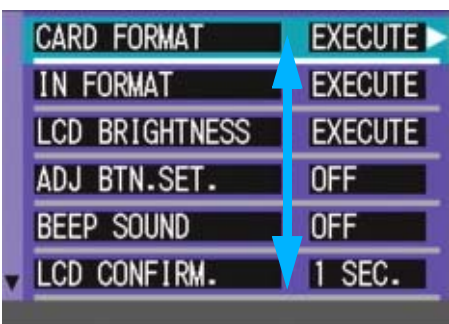 CARD FORMAT EXECUTE
IN FORMAT EXECUTE
LCD BRIGHTNESS EXECUTE
ADJ BTN.SET. OFF
BEEP SOUND OFF
LCD CONFIRM. 1 SEC.